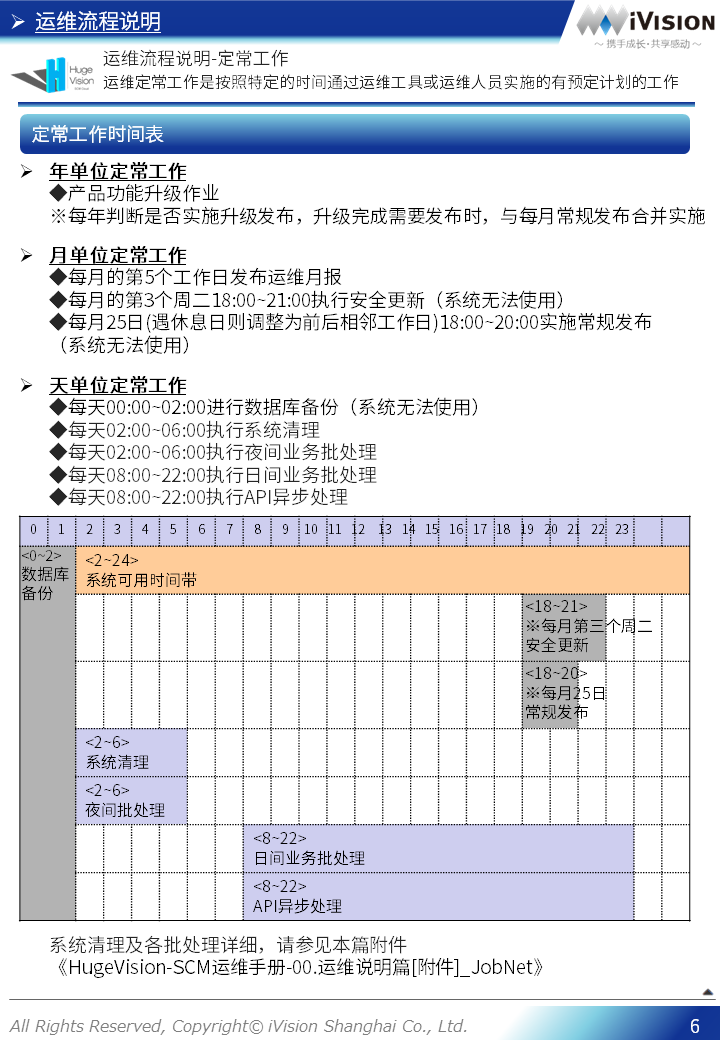 ➢ 运维流程说明
iVISION
～携手成长·共享感动～
Huge
Vision
运维流程说明-定常工作
运维定常工作是按照特定的时间通过运维工具或运维人员实施的有预定计划的工作
定常工作时间表
➢ 年单位定常工作
◆产品功能升级作业
※每年判断是否实施升级发布，升级完成需要发布时，与每月常规发布合并实施
➢ 月单位定常工作
◆每月的第5个工作日发布运维月报
◆每月的第3个周二18:00~21:00执行安全更新（系统无法使用）
◆每月25日(遇休息日则调整为前后相邻工作日)18:00~20:00实施常规发布
（系统无法使用）
➢ 天单位定常工作
◆每天00:00~02:00进行数据库备份（系统无法使用）
◆每天02:00~06:00执行系统清理
◆每天02:00~06:00执行夜间业务批处理
◆每天08:00~22:00执行日间业务批处理
◆每天08:00~22:00执行API异步处理
0 1 2 3 4 5 6 7 8 9 10 11 12 13 14 15 16 17 18 19 20 21 22 23
<0~2>
数据库
备份
<2~24>
系统可用时间带
<18~21>
※每月第三个周二
安全更新
<18~20>
※每月25日
常规发布
<2~6>
系统清理
<2~6>
夜间批处理
<8~22>
日间业务批处理
<8~22>
API异步处理
系统清理及各批处理详细，请参见本篇附件
《HugeVision-SCM运维手册-00.运维说明篇[附件]_JobNet》
All Rights Reserved, Copyright© iVision Shanghai Co., Ltd.
6